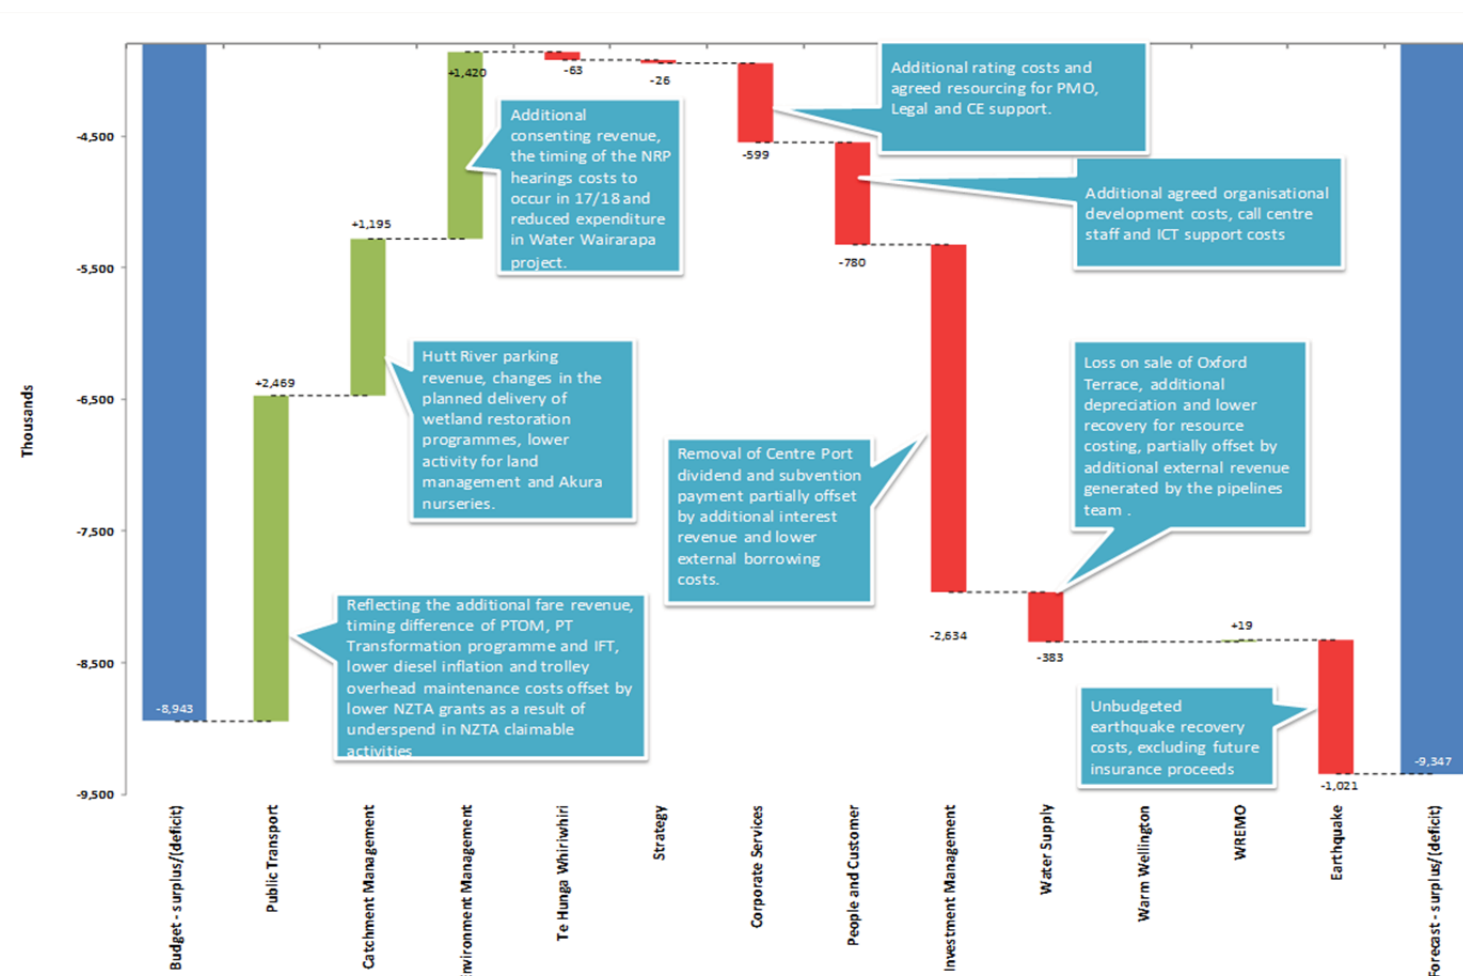 Additional rating costs and
agreed resourcing for PMO,
Legal and CE support.
+1,420
-63
-26
Additional
consenting revenue,
the timing of the NRP
hearings costs to
occur in 17/18 and
reduced expenditure
in Water Wairarapa
project.
-4,500
-599
Additional agreed organisational
development costs, call centre
staff and ICT support costs
+1,195
-780
-5,500
Hutt River parking
revenue, changes in the
planned delivery of
wetland restoration
programmes, lower
activity for land
management and Akura
nurseries.
Loss on sale of Oxford
Terrace, additional
depreciation and lower
recovery for resource
costing, partially offset by
additional external revenue
generated by the pipelines
team .
+2,469
-6,500
Thousands
Removal of Centre Port
dividend and subvention
payment partially offset
by additional interest
revenue and lower
external borrowing
costs.
-7,500
Reflecting the additional fare revenue,
timing difference of PTOM, PT
Transformation programme and IFT,
lower diesel inflation and trolley
overhead maintenance costs offset by
lower NZTA grants as a result of
underspend in NZTA claimable
activities
-2,634
-383
+19
-8,500
-8,943
Unbudgeted
earthquake recovery
costs, excluding future
insurance proceeds
-9,347
-1,021
-9,500
Budget - surplus/(deficit)
Public Transport
Catchment Management
Environment Management
Te Hunga Whiriwhiri
Strategy
Corporate Services
People and Customer
Investment Management
Water Supply
Warm Wellington
WREMO
Earthquake
Forecast - surplus/(deficit)